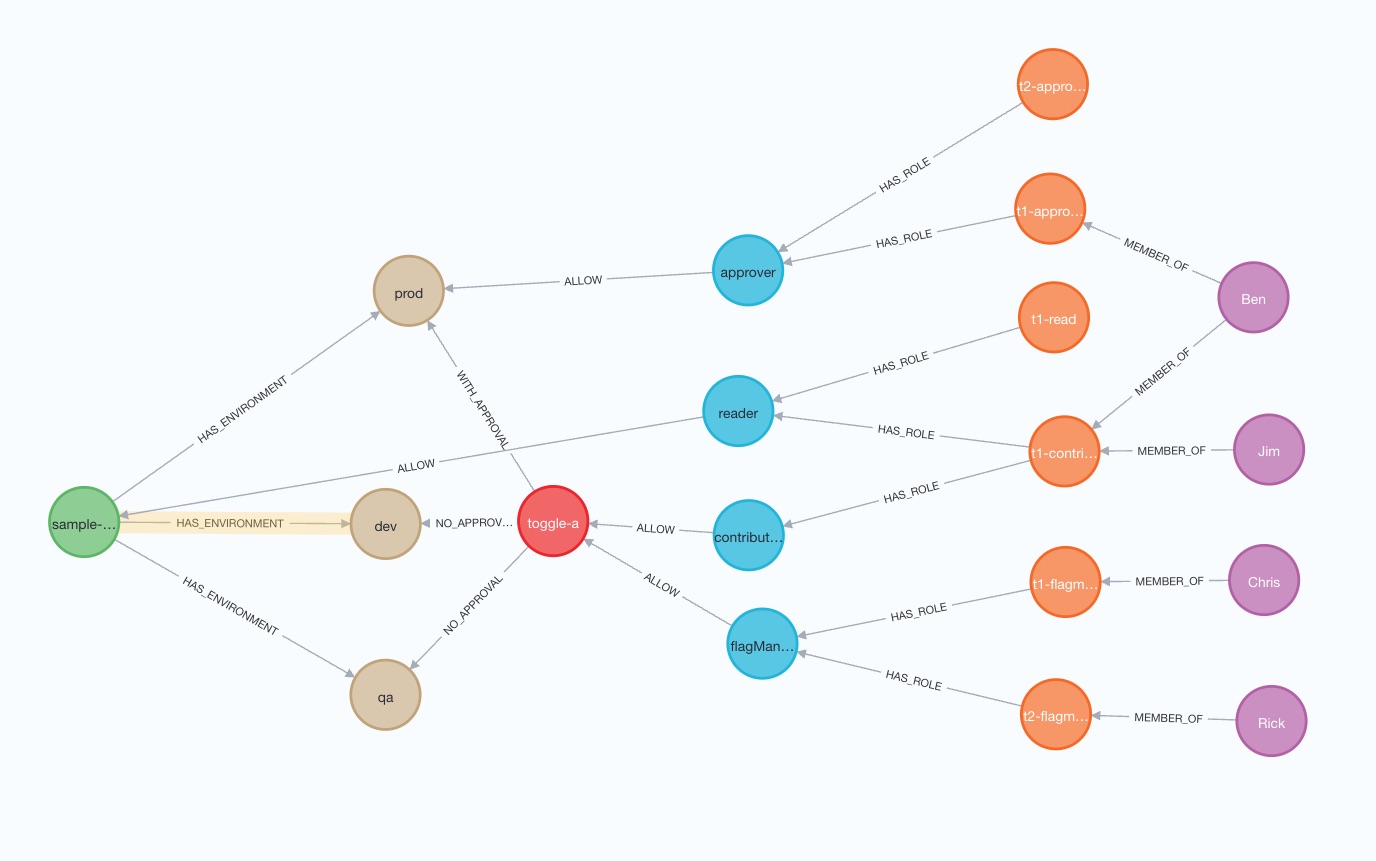 t2-appro…
HAS_ROLE
t1-appro…
HAS_ROLE
MEMBER_OF
approver
ALLOW
prod
Ben
t1-read
HAS_ROLE
MEMBER_OF
HAS_ENVIRONMENT
WITH_APPROVAL
reader
HAS_ROLE
t1-contri…
MEMBER_OF
Jim
ALLOW
HAS_ROLE
sample-…
HAS_ENVIRONMENT
dev
NO_APPROV…
toggle-a
ALLOW
contribut…
HAS_ENVIRONMENT
NO_APPROVAL
ALLOW
t1-flagm…
MEMBER_OF
Chris
HAS_ROLE
flagMan…
HAS_ROLE
qa
t2-flagm…
MEMBER_OF
Rick